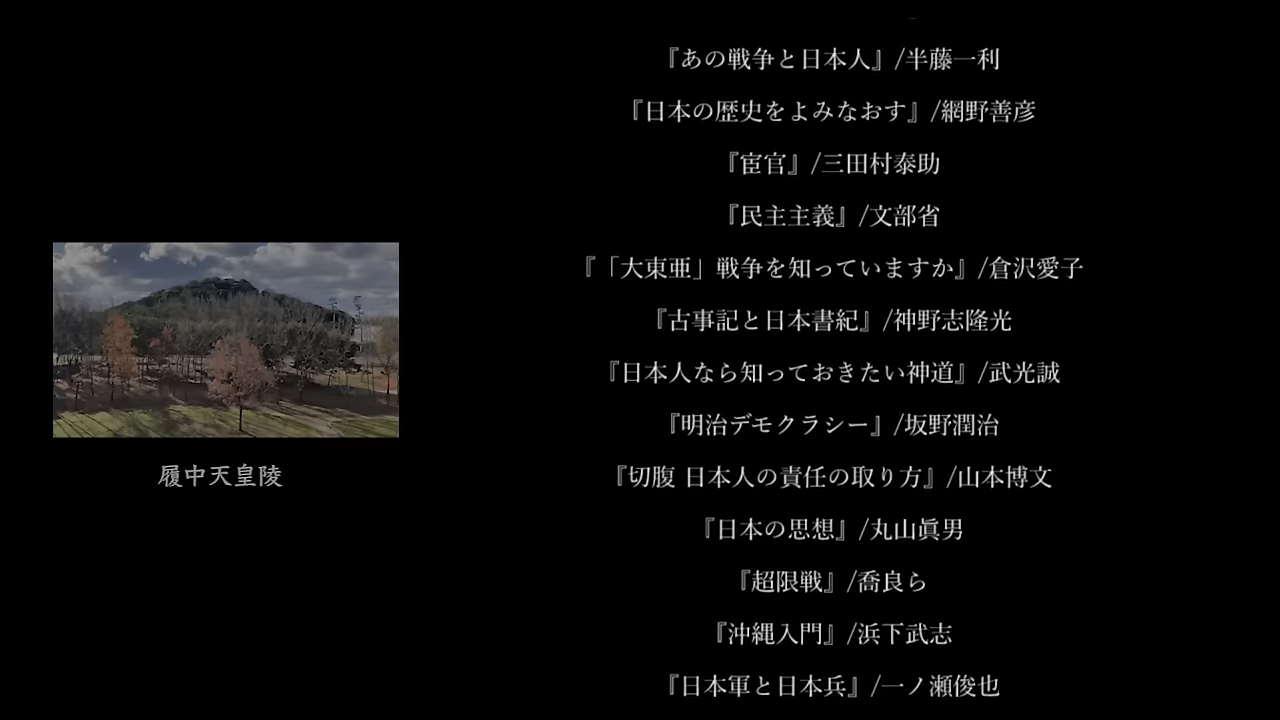 『あの戦争と日本人』/半藤一利
『日本の歴史をよみなおす』/網野善彦
『宦官』/三田村泰助
『民主主義』/文部省
『「大東亜」戦争を知っていますか』/倉沢愛子
『古事記と日本書紀』/神野志隆光
『日本人なら知っておきたい神道』/武光誠
『明治デモクラシー』/坂野潤治
『切腹 日本人の責任の取り方』/山本博文
『日本の思想』/丸山眞男
『超限戦』/喬良ら
『沖縄入門』/浜下武志
『日本軍と日本兵』/一ノ瀬俊也
履中天皇陵